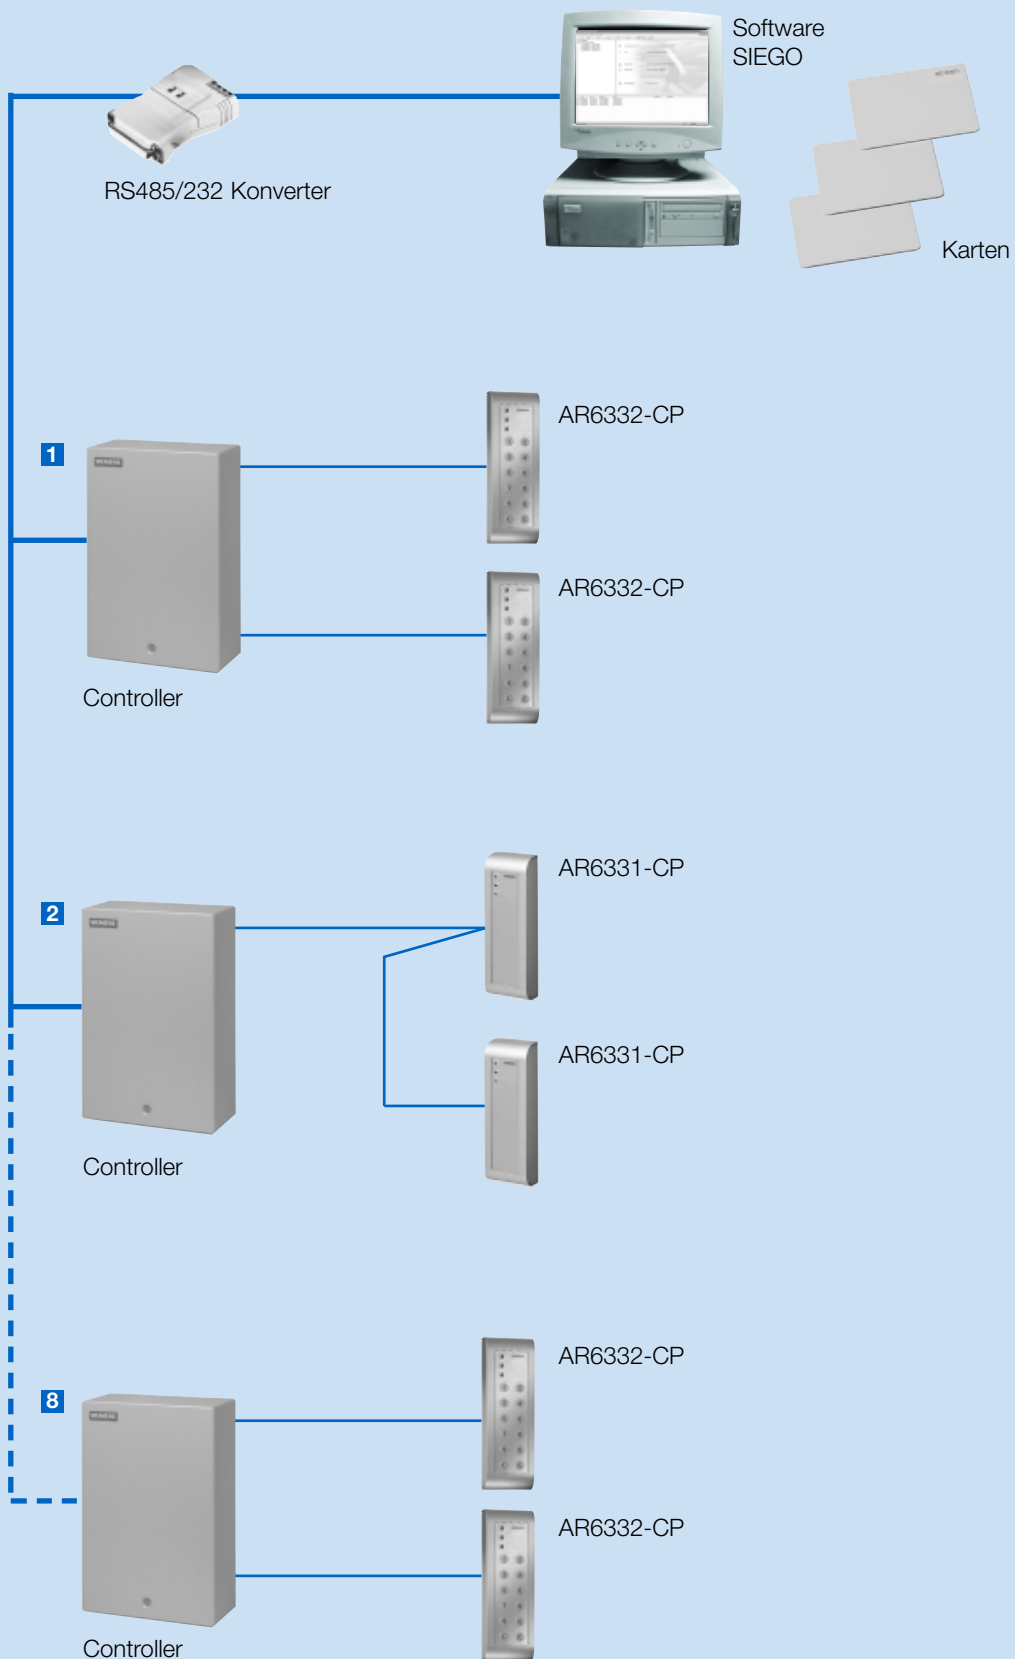 Software
SIEGO
RS485/232 Konverter
Karten
1
AR6332-CP
AR6332-CP
Controller
2
AR6331-CP
AR6331-CP
Controller
8
AR6332-CP
AR6332-CP
Controller